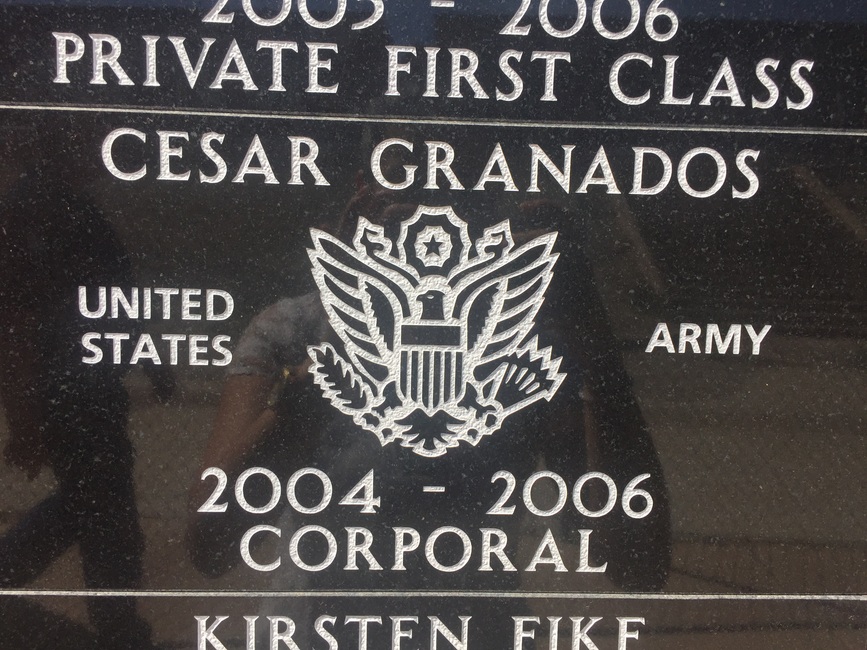 2005 - 2006
PRIVATE FIRST CLASS
CESAR GRANADOS
UNITED STATES
ARMY
2004 - 2006
CORPORAL
KIRSTEN FIKE